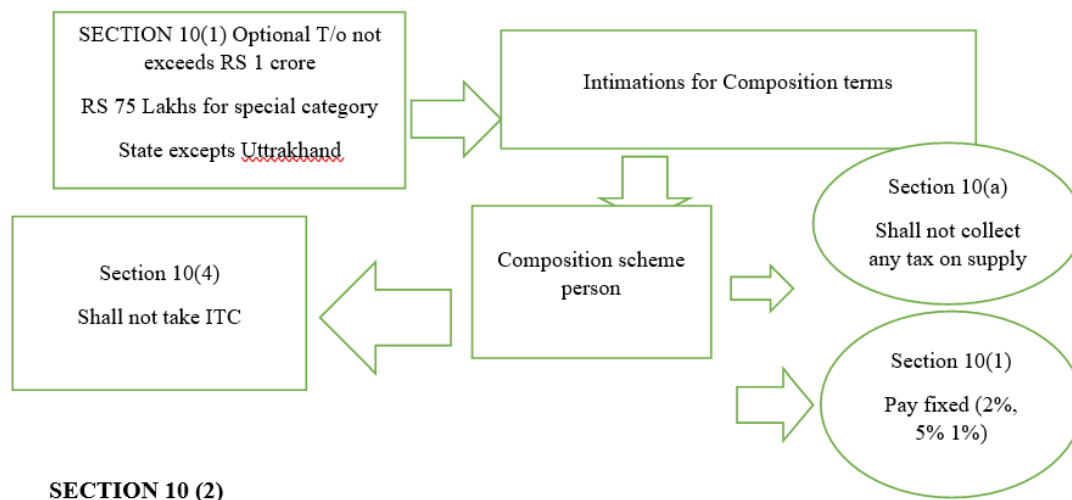 SECTION 10(1) Optional T/o not
exceeds RS 1 crore
RS 75 Lakhs for special category
State excepts Uttrakhand
Intimations for Composition terms
Section 10(a)
Shall not collect
any tax on supply
Section 10(4)
Shall not take ITC
Composition scheme
person
Section 10(1)
Pay fixed (2%,
5% 1%)
SECTION 10 (2)